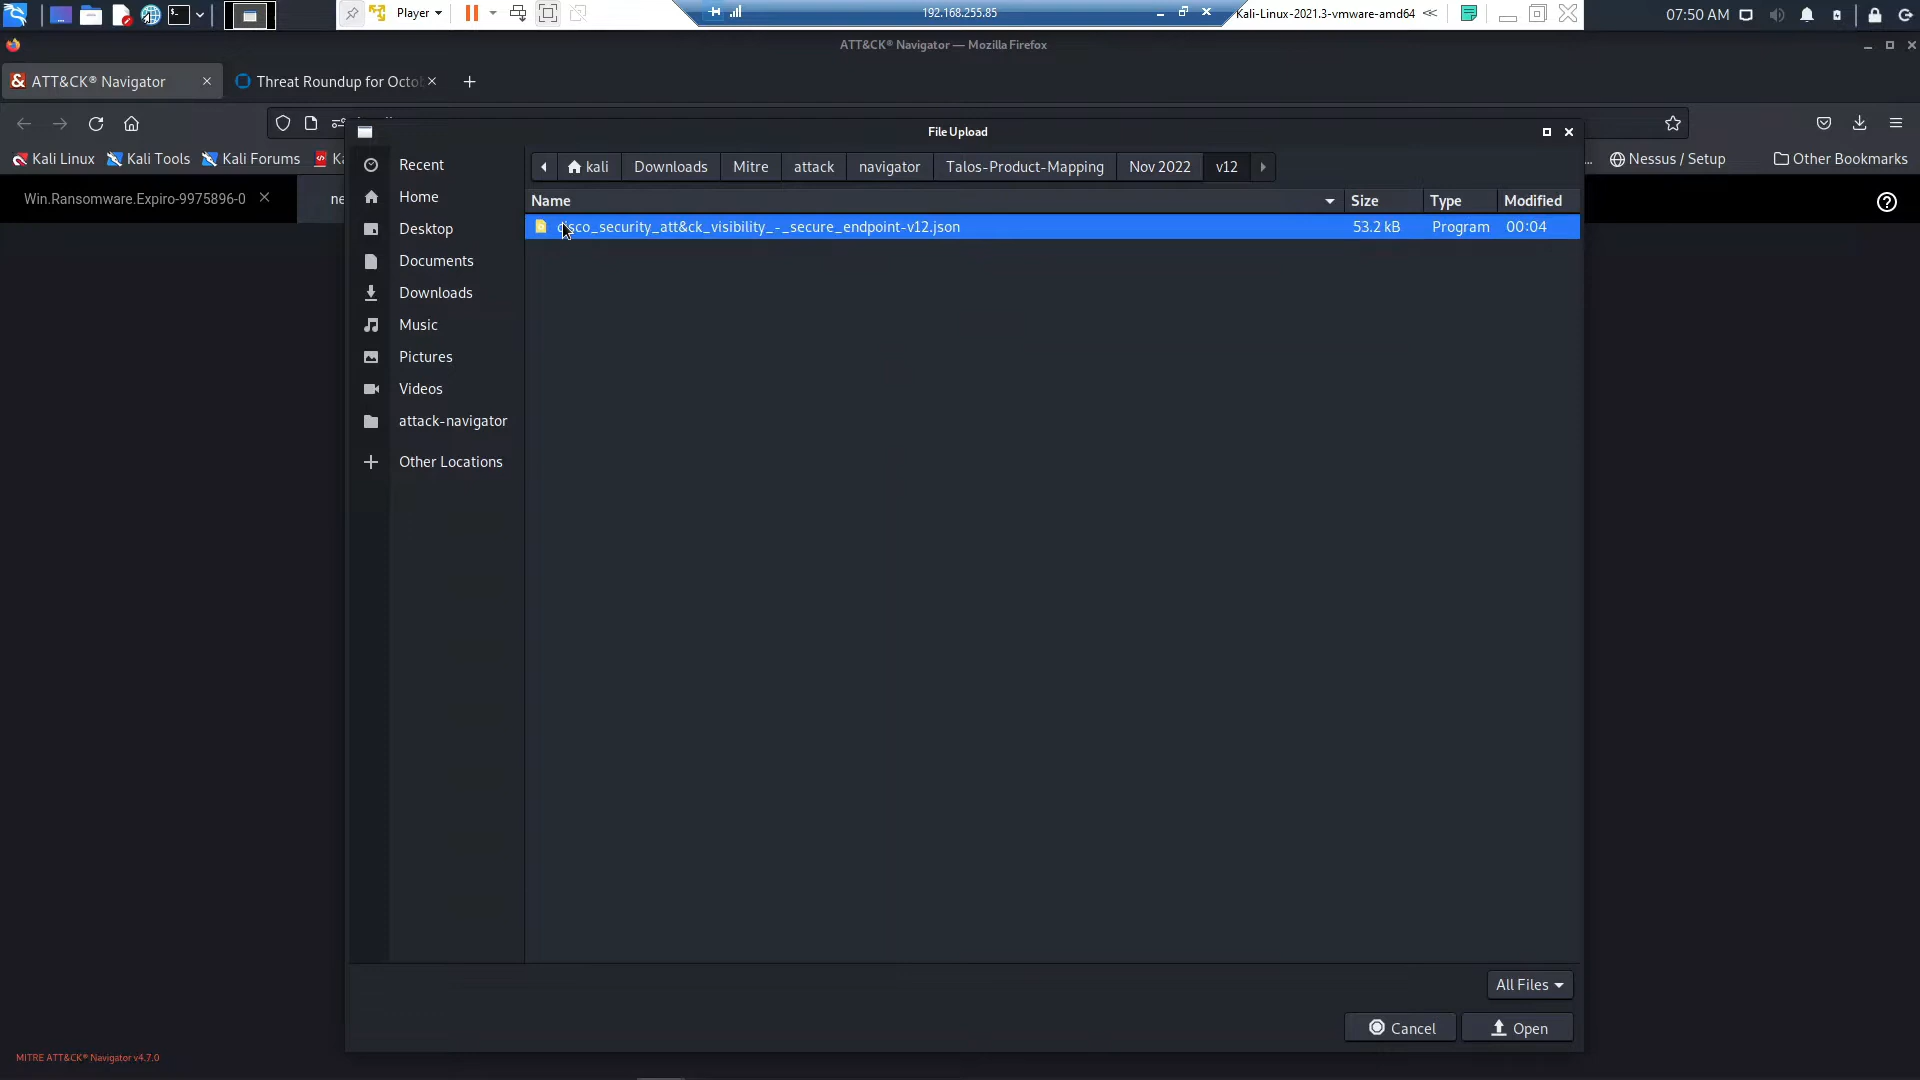 Player
192.168.255.85
Kali-Linux-2021.3-vmware-amd64
07:50 AM
ATT&CK® Navigator — Mozilla Firefox
ATT&CK® Navigator
Threat Roundup for Octo
File Upload
Kali Linux
Kali Tools
Kali Forums
Ka
Nessus / Setup
Other Bookmarks
Win.Ransomware.Expiro-9975896-0
ne
kali
Downloads
Mitre
attack
navigator
Talos-Product-Mapping
Nov 2022
v12
Recent
Home
Desktop
Documents
Downloads
Music
Pictures
Videos
attack-navigator
Other Locations
Name
Size
Type
Modified
cisco_security_att&ck_visibility_-_secure_endpoint-v12.json
53.2 kB
Program
00:04
All Files
Cancel
Open
MITRE ATT&CK® Navigator v4.7.0